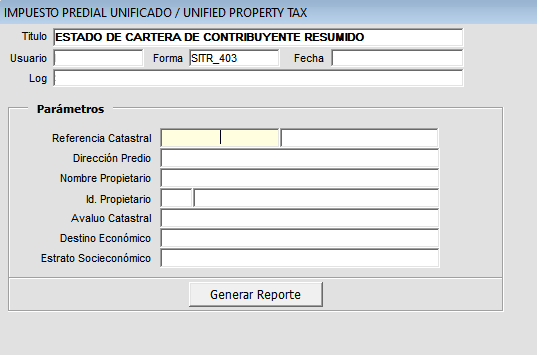 IMPUESTO PREDIAL UNIFICADO / UNIFIED PROPERTY TAX
Titulo ESTADO DE CARTERA DE CONTRIBUYENTE RESUMIDO
Usuario Forma SITR_403 Fecha
Log
Parámetros
Referencia Catastral
Dirección Predio
Nombre Propietario
Id. Propietario
Avaluo Catastral
Destino Económico
Estrato Socieconómico
Generar Reporte